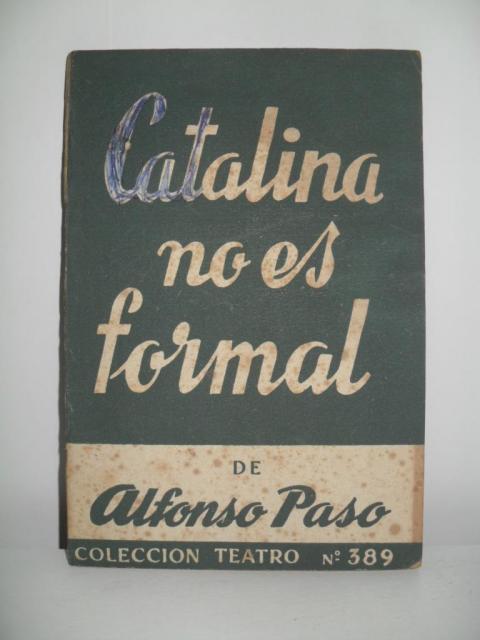 Catalina
no es
formal
DE
Alfonso Paso
COLECCION TEATRO Nº 389